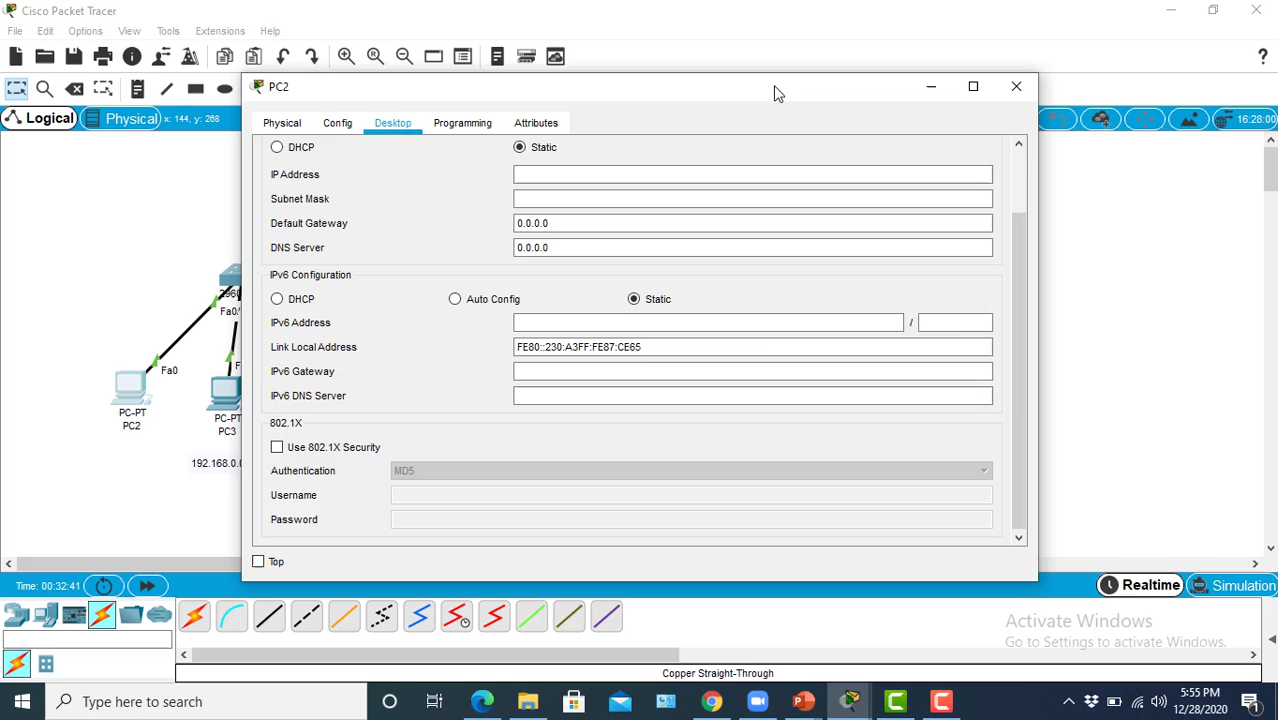 Cisco Packet Tracer
File Edit Options View Tools Extensions Help
PC2
Logical Physical x: 144, y: 268 16:28:00
Physical Config Desktop Programming Attributes
DHCP Static
IP Address
Subnet Mask
Default Gateway 0.0.0.0
DNS Server 0.0.0.0
IPv6 Configuration
DHCP Auto Config Static
IPv6 Address /
Link Local Address FE80::230:A3FF:FE87:CE65
IPv6 Gateway
IPv6 DNS Server
802.1X
Use 802.1X Security
Authentication MD5
Username
Password
Top
2960
Fa0/
Fa0
F
PC-PT
PC2
PC-PT
PC3
192.168.0.0
Time: 00:32:41 Realtime Simulation
Activate Windows
Go to Settings to activate Windows.
Copper Straight-Through
Type here to search
5:55 PM
12/28/2020
1